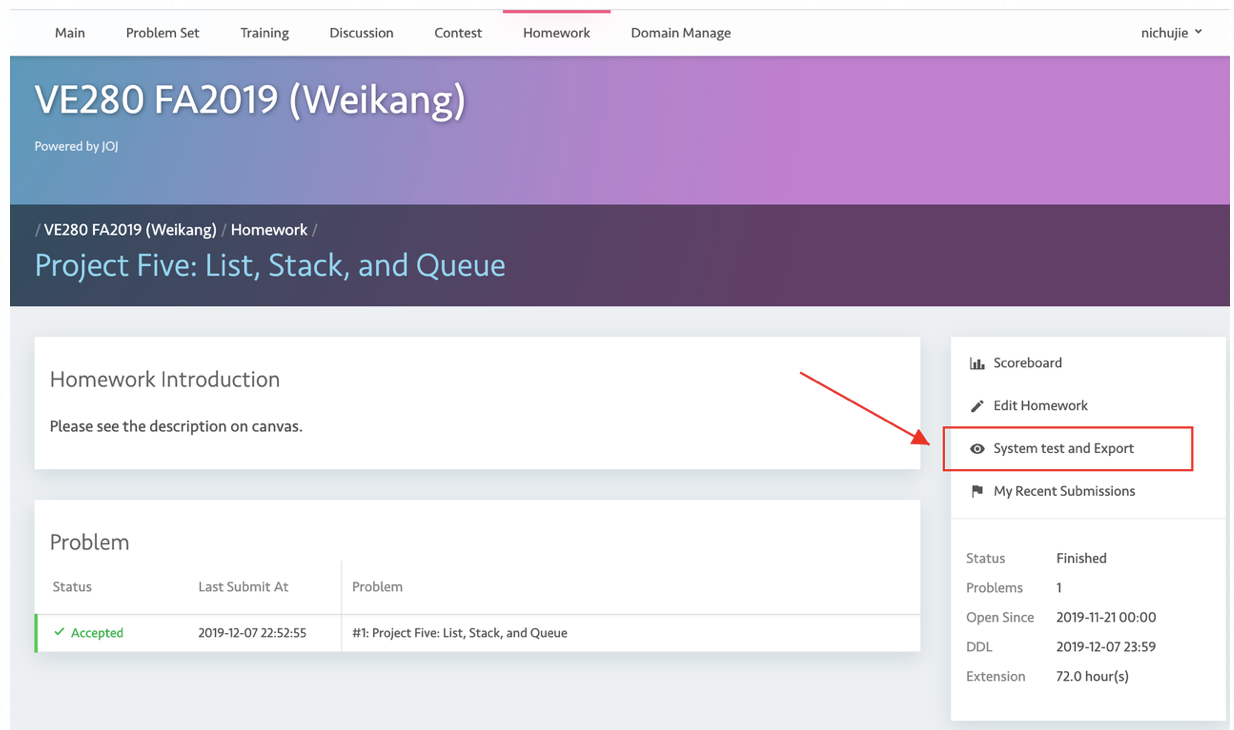 Main Problem Set Training Discussion Contest Homework Domain Manage nichujie
VE280 FA2019 (Weikang)
Powered by JOJ
/ VE280 FA2019 (Weikang) / Homework /
Project Five: List, Stack, and Queue
Homework Introduction
Please see the description on canvas.
Problem
Status Last Submit At Problem
Accepted 2019-12-07 22:52:55 #1: Project Five: List, Stack, and Queue
Scoreboard
Edit Homework
System test and Export
My Recent Submissions
Status Finished
Problems 1
Open Since 2019-11-21 00:00
DDL 2019-12-07 23:59
Extension 72.0 hour(s)